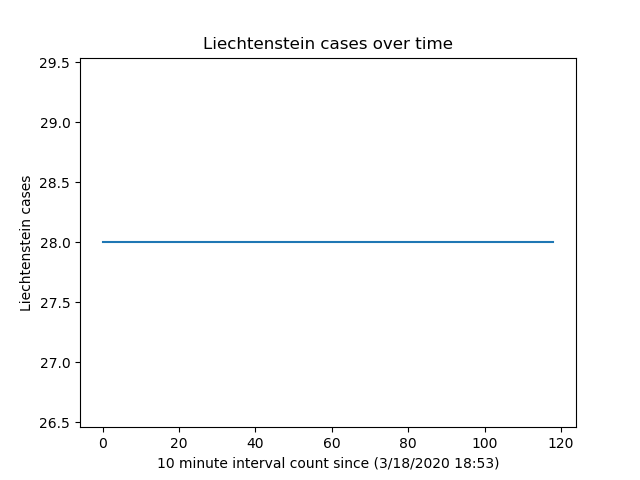 Liechtenstein cases over time
29.5
29.0
28.5
28.0
27.5
27.0
26.5
Liechtenstein cases
0 20 40 60 80 100 120
10 minute interval count since (3/18/2020 18:53)